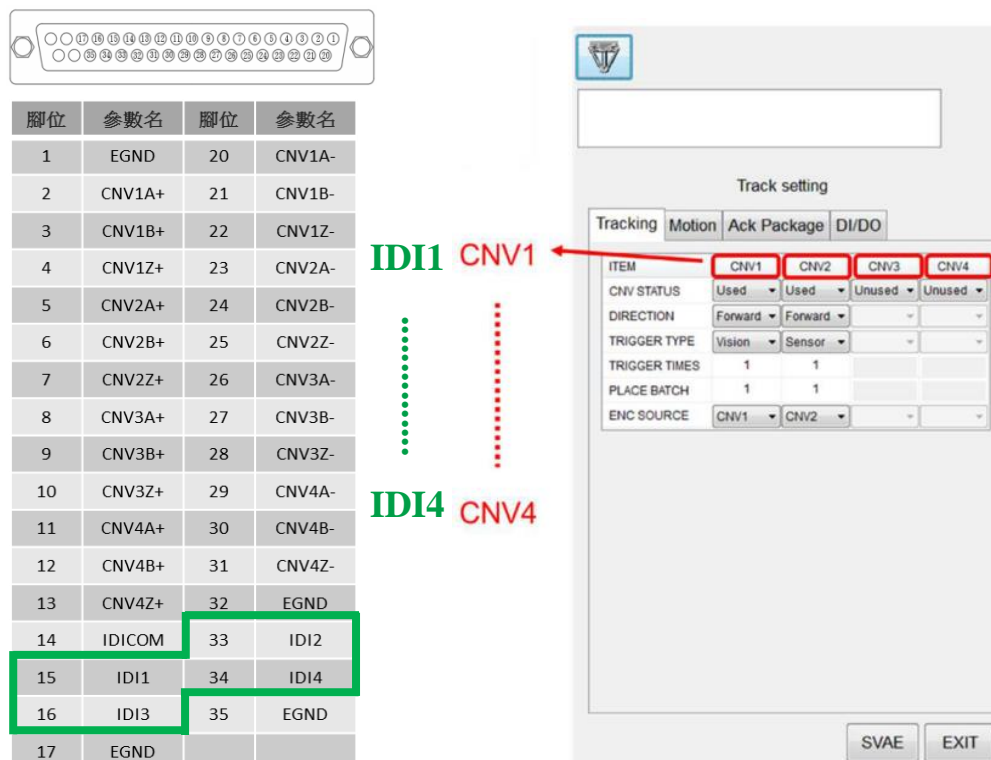 ⑰⑯⑮⑭⑬⑫⑪⑩⑨⑧⑦⑥⑤④③②①
㉟㉞㉝㉜㉛㉚㉙㉘㉗㉖㉕㉔㉓㉒㉑⑳
腳位 參數名 腳位 參數名
1 EGND 20 CNV1A-
2 CNV1A+ 21 CNV1B-
3 CNV1B+ 22 CNV1Z-
4 CNV1Z+ 23 CNV2A-
5 CNV2A+ 24 CNV2B-
6 CNV2B+ 25 CNV2Z-
7 CNV2Z+ 26 CNV3A-
8 CNV3A+ 27 CNV3B-
9 CNV3B+ 28 CNV3Z-
10 CNV3Z+ 29 CNV4A-
11 CNV4A+ 30 CNV4B-
12 CNV4B+ 31 CNV4Z-
13 CNV4Z+ 32 EGND
14 IDICOM 33 IDI2
15 IDI1 34 IDI4
16 IDI3 35 EGND
17 EGND
IDI1 CNV1
IDI4 CNV4
Track setting
Tracking Motion Ack Package DI/DO
ITEM CNV1 CNV2 CNV3 CNV4
CNV STATUS Used Used Unused Unused
DIRECTION Forward Forward
TRIGGER TYPE Vision Sensor
TRIGGER TIMES 1 1
PLACE BATCH 1 1
ENC SOURCE CNV1 CNV2
SVAE EXIT